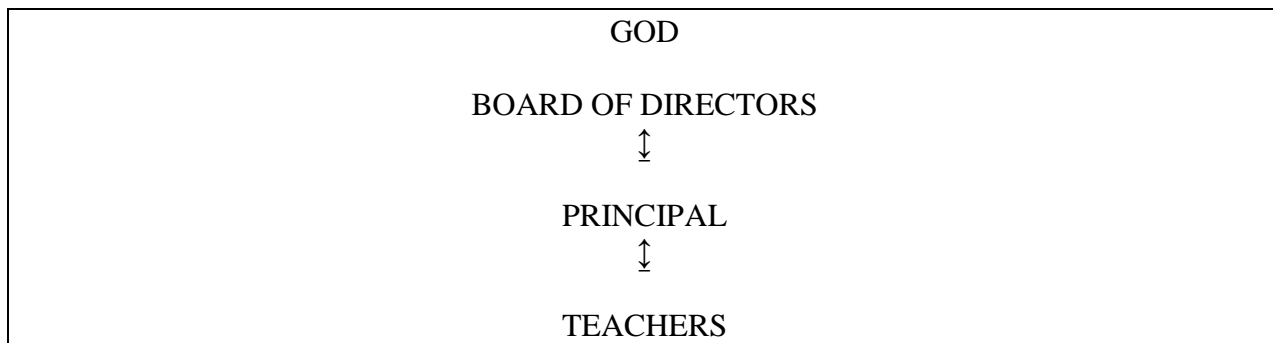 GOD
BOARD OF DIRECTORS
↨
PRINCIPAL
↨
TEACHERS